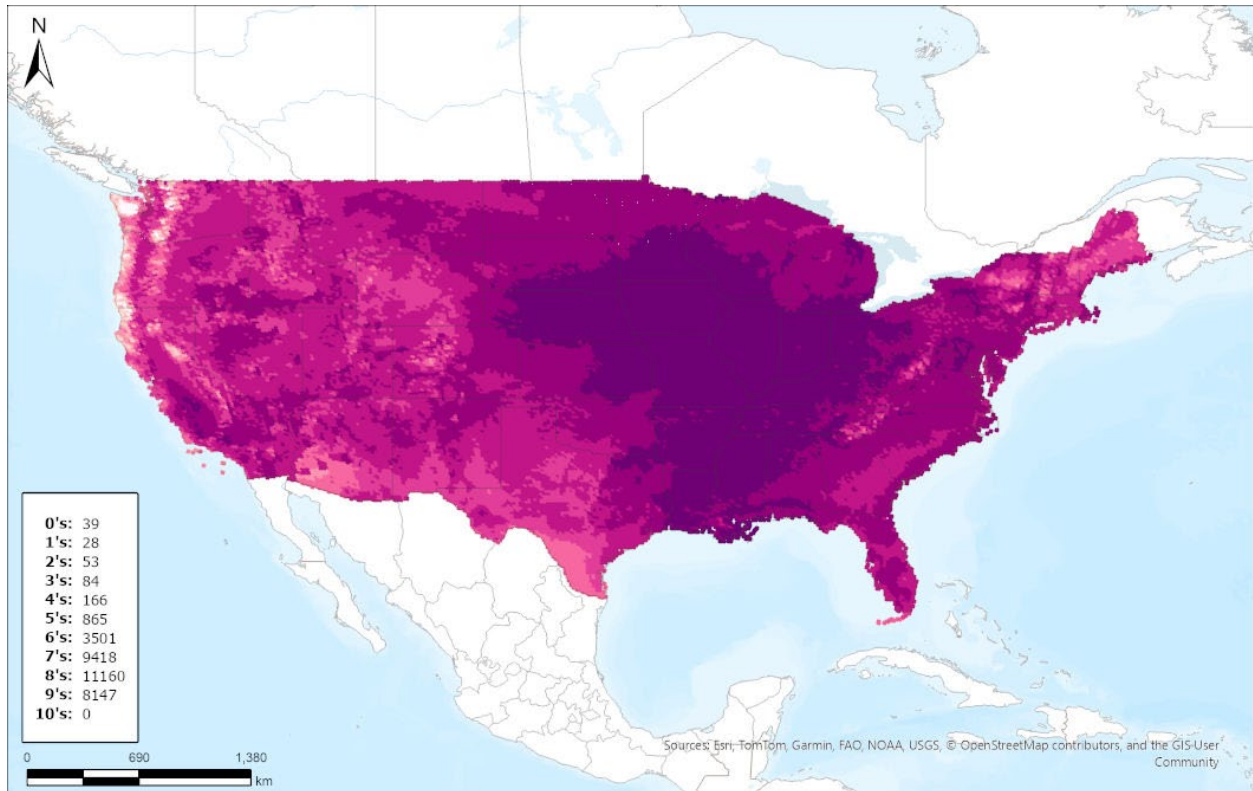 N
0's: 39
1's: 28
2's: 53
3's: 84
4's: 166
5's: 865
6's: 3501
7's: 9418
8's: 11160
9's: 8147
10's: 0
0 690 1,380
km
Sources: Esri, TomTom, Garmin, FAO, NOAA, USGS, © OpenStreetMap contributors, and the GIS User
Community